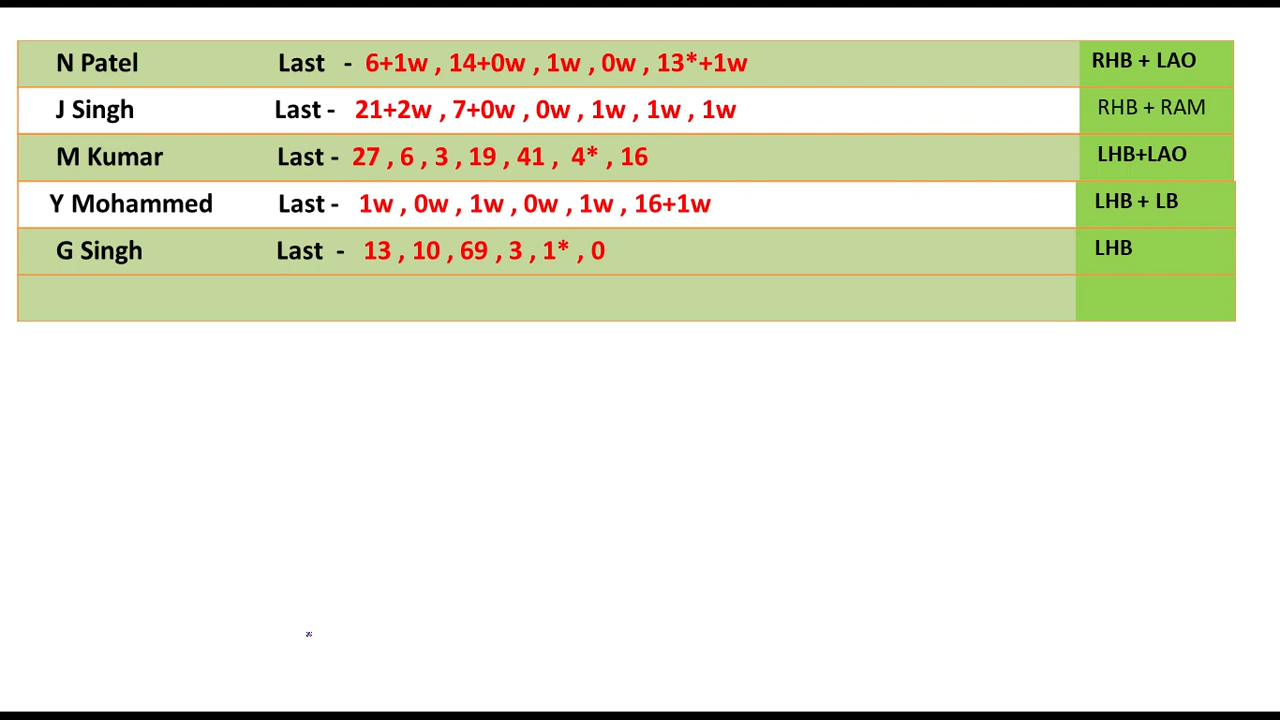 N Patel Last - 6+1w , 14+0w , 1w , 0w , 13*+1w RHB + LAO
J Singh Last - 21+2w , 7+0w , 0w , 1w , 1w , 1w RHB + RAM
M Kumar Last - 27 , 6 , 3 , 19 , 41 , 4* , 16 LHB+LAO
Y Mohammed Last - 1w , 0w , 1w , 0w , 1w , 16+1w LHB + LB
G Singh Last - 13 , 10 , 69 , 3 , 1* , 0 LHB